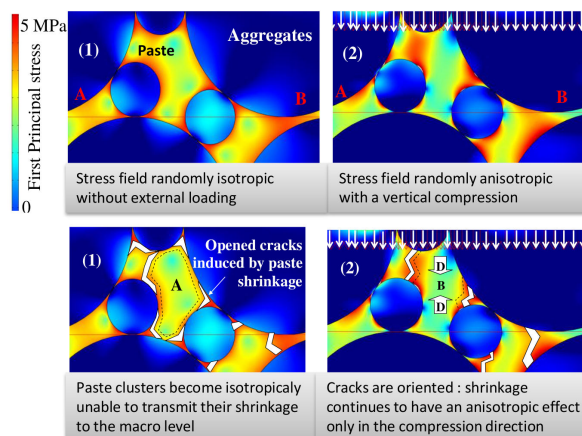 5 MPa
First Principal stress
0
(1)
Paste
Aggregates
A
B
(2)
A
B
Stress field randomly isotropic
without external loading
Stress field randomly anisotropic
with a vertical compression
(1)
Opened cracks
induced by paste
shrinkage
A
(2)
D
B
D
Paste clusters become isotropicaly
unable to transmit their shrinkage
to the macro level
Cracks are oriented : shrinkage
continues to have an anisotropic effect
only in the compression direction